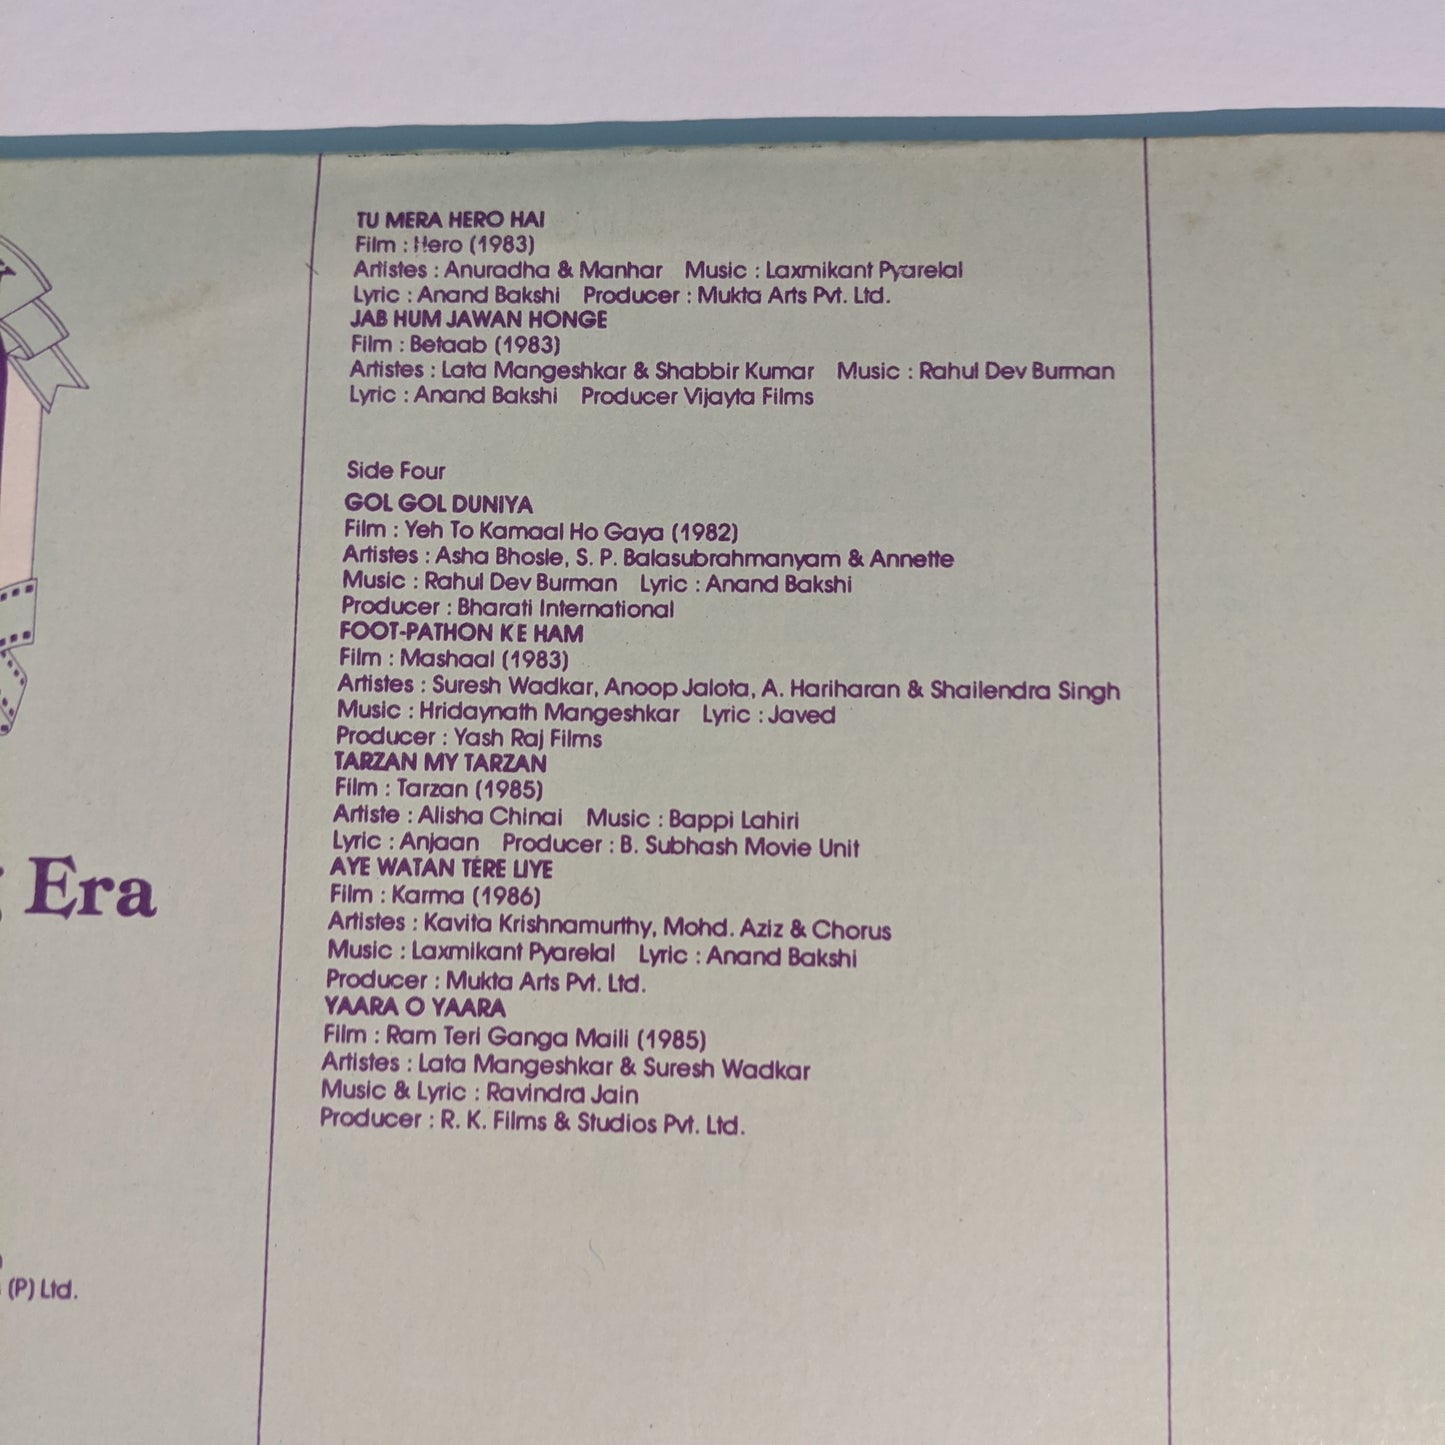 TU MERA HERO HAI
Film : Hero (1983)
Artistes : Anuradha & Manhar Music : Laxmikant Pyarelal
Lyric : Anand Bakshi Producer : Mukta Arts Pvt. Ltd.
JAB HUM JAWAN HONGE
Film : Betaab (1983)
Artistes : Lata Mangeshkar & Shabbir Kumar Music : Rahul Dev Burman
Lyric : Anand Bakshi Producer Vijayta Films
Side Four
GOL GOL DUNIYA
Film : Yeh To Kamaal Ho Gaya (1982)
Artistes : Asha Bhosle, S. P. Balasubrahmanyam & Annette
Music : Rahul Dev Burman Lyric : Anand Bakshi
Producer : Bharati International
FOOT-PATHON KE HAM
Film : Mashaal (1983)
Artistes : Suresh Wadkar, Anoop Jalota, A. Hariharan & Shailendra Singh
Music : Hridaynath Mangeshkar Lyric : Javed
Producer : Yash Raj Films
TARZAN MY TARZAN
Film : Tarzan (1985)
Artiste : Alisha Chinai Music : Bappi Lahiri
Lyric : Anjaan Producer : B. Subhash Movie Unit
AYE WATAN TERE LIYE
Film : Karma (1986)
Artistes : Kavita Krishnamurthy, Mohd. Aziz & Chorus
Music : Laxmikant Pyarelal Lyric : Anand Bakshi
Producer : Mukta Arts Pvt. Ltd.
YAARA O YAARA
Film : Ram Teri Ganga Maili (1985)
Artistes : Lata Mangeshkar & Suresh Wadkar
Music & Lyric : Ravindra Jain
Producer : R. K. Films & Studios Pvt. Ltd.
Era
(P) Ltd.